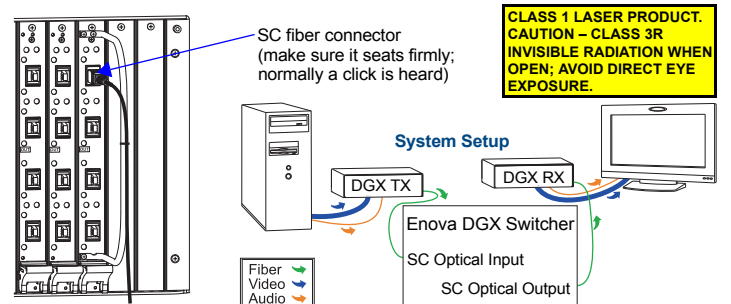 SC fiber connector
(make sure it seats firmly;
normally a click is heard)
CLASS 1 LASER PRODUCT.
CAUTION – CLASS 3R
INVISIBLE RADIATION WHEN
OPEN; AVOID DIRECT EYE
EXPOSURE.
System Setup
DGX TX
DGX RX
Enova DGX Switcher
SC Optical Input
SC Optical Output
Fiber
Video
Audio